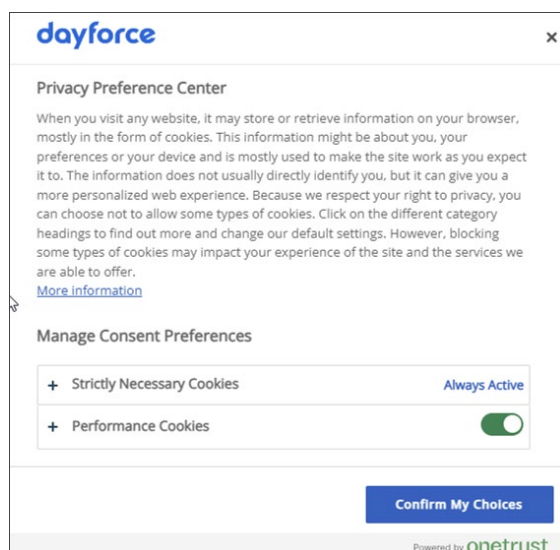 dayforce
Privacy Preference Center
When you visit any website, it may store or retrieve information on your browser,
mostly in the form of cookies. This information might be about you, your
preferences or your device and is mostly used to make the site work as you expect
it to. The information does not usually directly identify you, but it can give you a
more personalized web experience. Because we respect your right to privacy, you
can choose not to allow some types of cookies. Click on the different category
headings to find out more and change our default settings. However, blocking
some types of cookies may impact your experience of the site and the services we
are able to offer.
More information
Manage Consent Preferences
+ Strictly Necessary Cookies Always Active
+ Performance Cookies
Confirm My Choices
Powered by onetrust